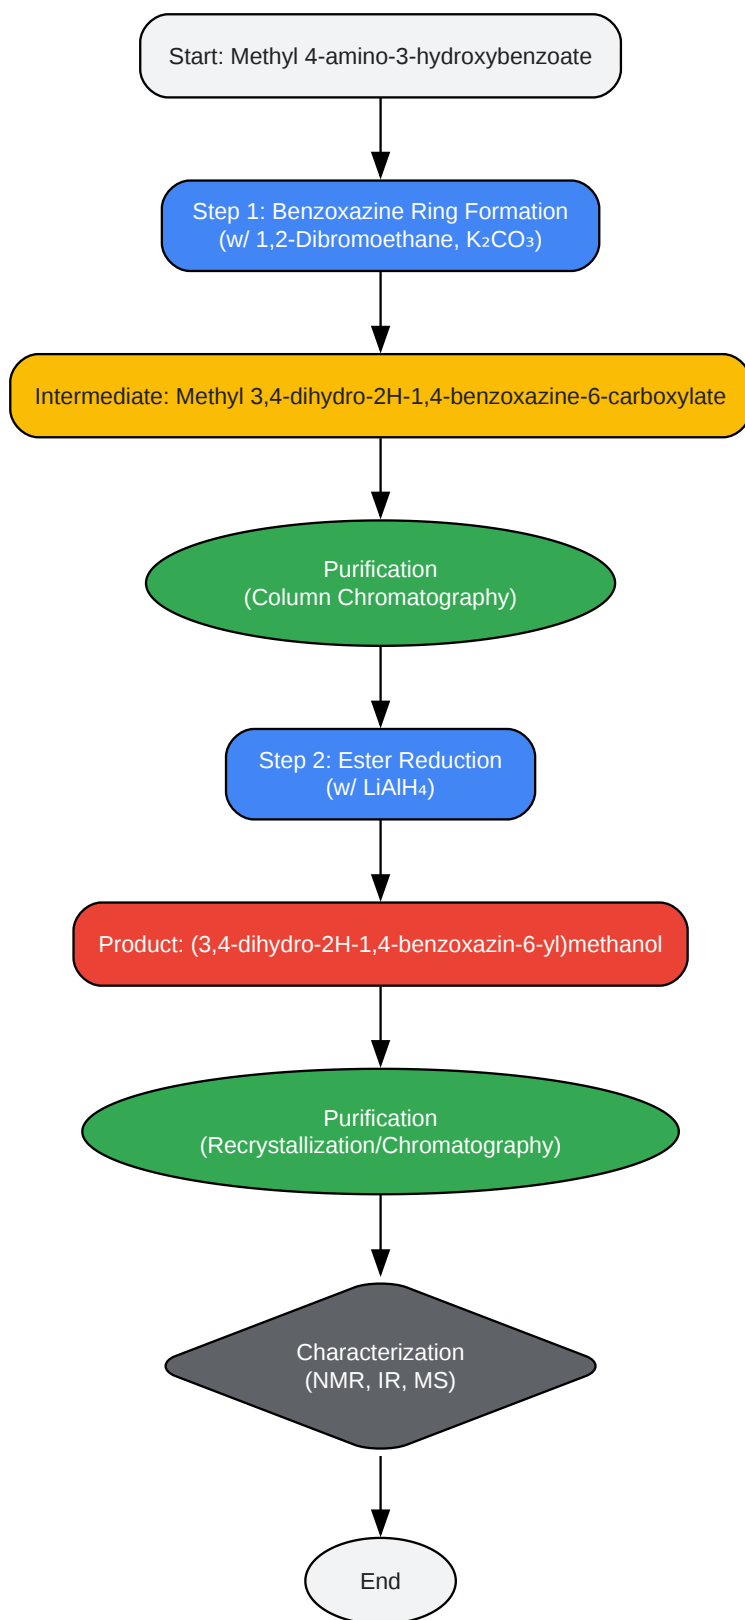 Start: Methyl 4-amino-3-hydroxybenzoate
Step 1: Benzoxazine Ring Formation
(w/ 1,2-Dibromoethane, K₂CO₃)
Intermediate: Methyl 3,4-dihydro-2H-1,4-benzoxazine-6-carboxylate
Purification
(Column Chromatography)
Step 2: Ester Reduction
(w/ LiAlH₄)
Product: (3,4-dihydro-2H-1,4-benzoxazin-6-yl)methanol
Purification
(Recrystallization/Chromatography)
Characterization
(NMR, IR, MS)
End